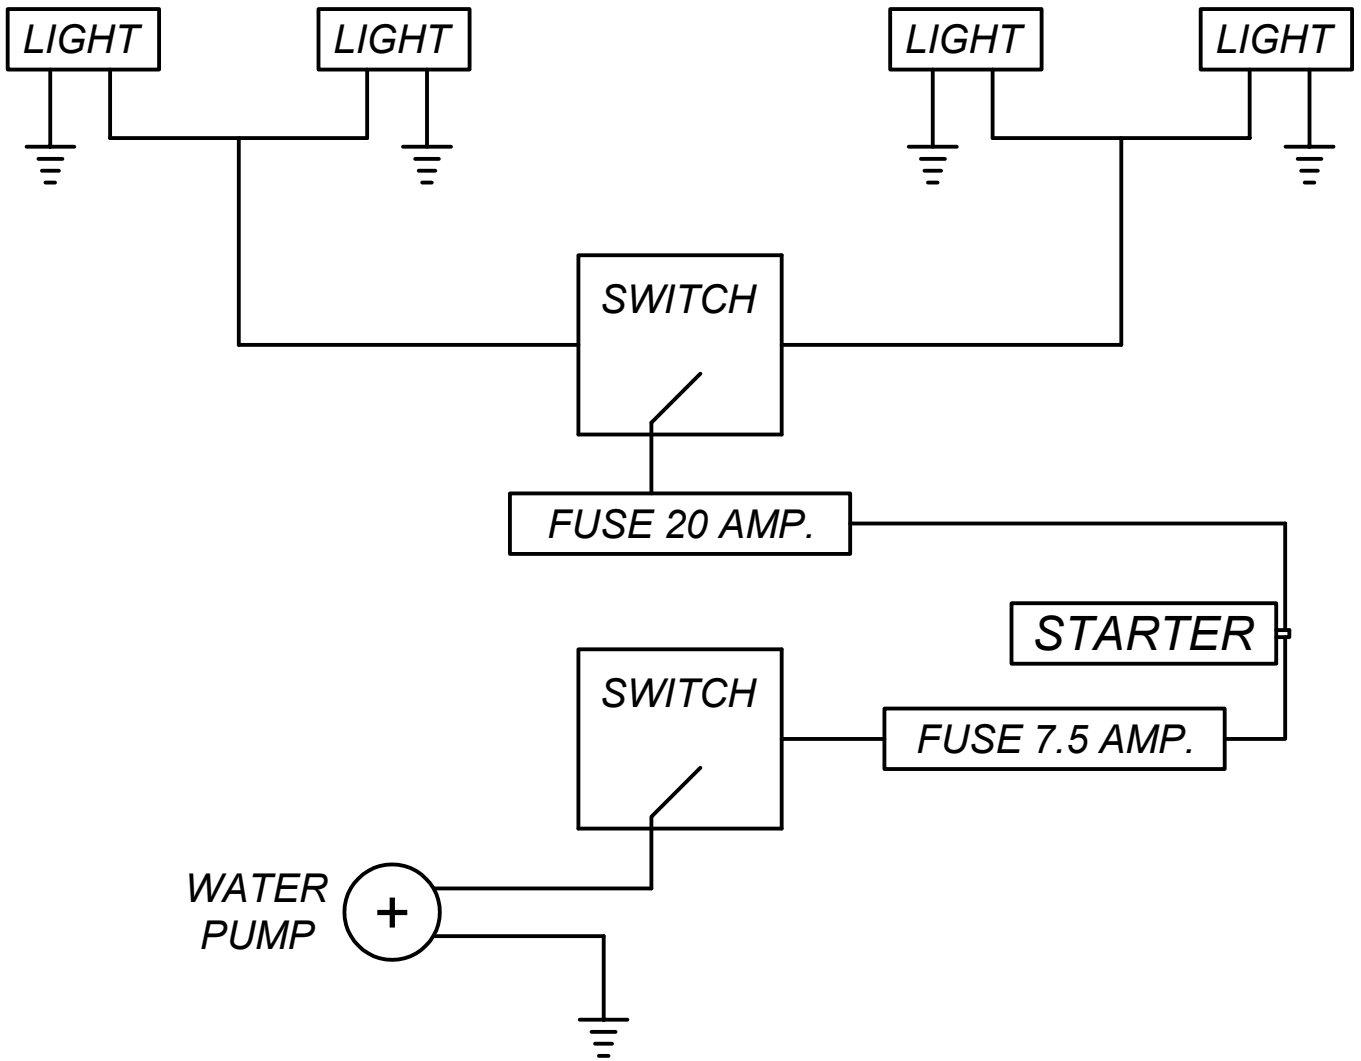 LIGHT
LIGHT
LIGHT
LIGHT
SWITCH
FUSE 20 AMP.
STARTER
SWITCH
FUSE 7.5 AMP.
WATER
PUMP
+